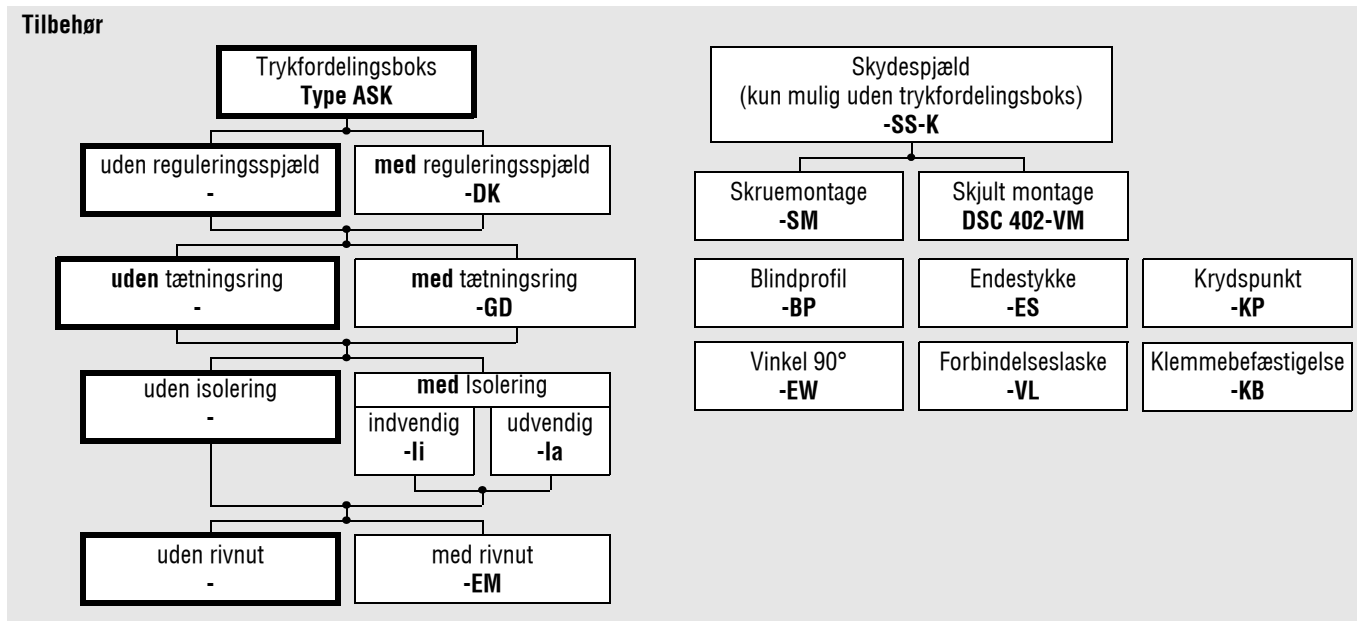 Tilbehør
Trykfordelingsboks
Type ASK
uden reguleringsspjæld
-
med reguleringsspjæld
-DK
uden tætningsring
-
med tætningsring
-GD
uden isolering
-
med Isolering
indvendig
-Ii
udvendig
-Ia
uden rivnut
-
med rivnut
-EM
Skydespjæld
(kun mulig uden trykfordelingsboks)
-SS-K
Skruemontage
-SM
Skjult montage
DSC 402-VM
Blindprofil
-BP
Endestykke
-ES
Krydspunkt
-KP
Vinkel 90°
-EW
Forbindelseslaske
-VL
Klemmebefæstigelse
-KB